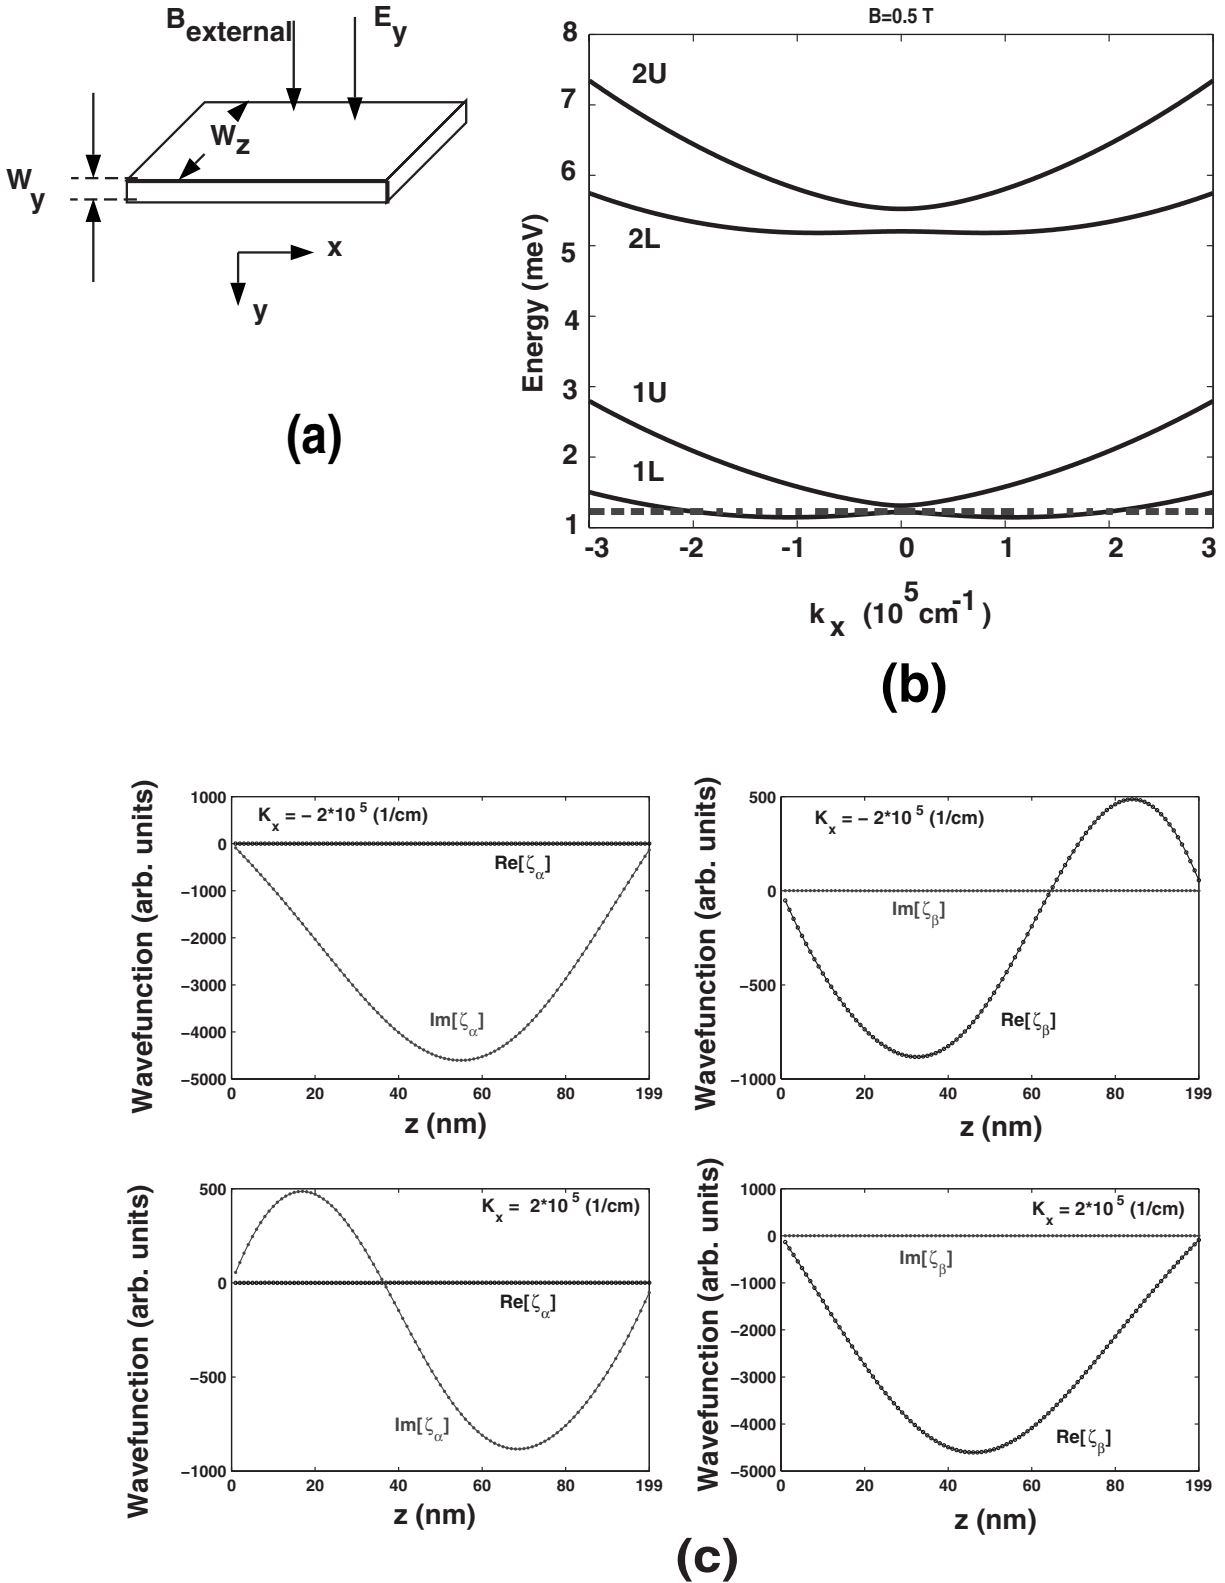 B external
E y
W z
W y
x
y
(a)
B=0.5 T
8
7
6
5
4
3
2
1
Energy (meV)
2U
2L
1U
1L
-3
-2
-1
0
1
2
3
k x (10 5 cm -1 )
(b)
Wavefunction (arb. units)
1000
0
−1000
−2000
−3000
−4000
−5000
K x = − 2*10 5 (1/cm)
Re[ζ α ]
Im[ζ α ]
0
20
40
60
80
199
z (nm)
Wavefunction (arb. units)
500
0
−500
−1000
K x = − 2*10 5 (1/cm)
Im[ζ β ]
Re[ζ β ]
0
20
40
60
80
199
z (nm)
Wavefunction (arb. units)
500
0
−500
−1000
K x = 2*10 5 (1/cm)
Re[ζ α ]
Im[ζ α ]
0
20
40
60
80
199
z (nm)
Wavefunction (arb. units)
1000
0
−1000
−2000
−3000
−4000
−5000
K x = 2*10 5 (1/cm)
Im[ζ β ]
Re[ζ β ]
0
20
40
60
80
199
z (nm)
(c)